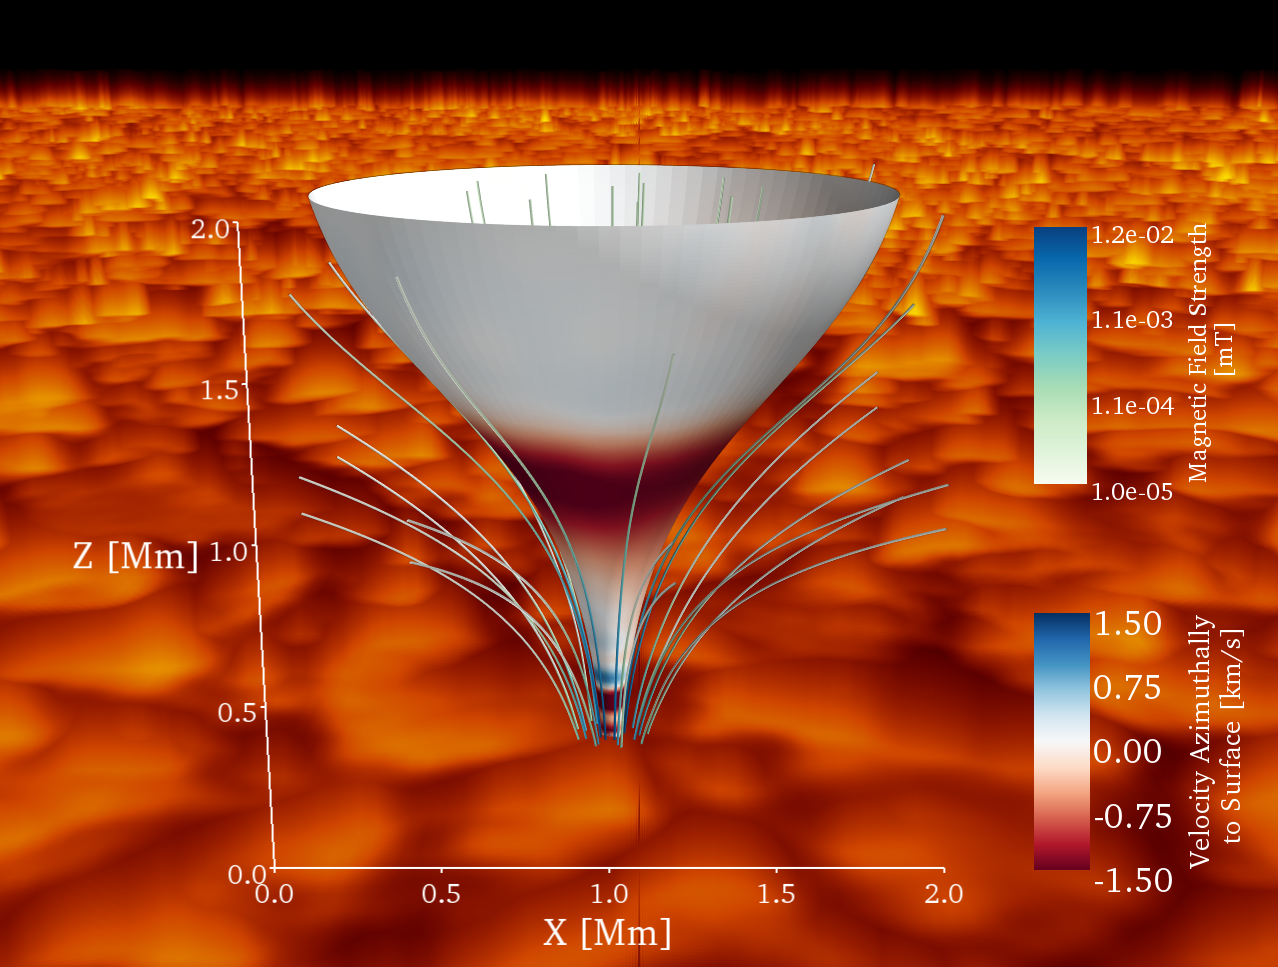 2.0
1.5
Z [Mm] 1.0
0.5
0.0
0.0 0.5 1.0 1.5 2.0
X [Mm]
1.2e-02
1.1e-03
1.1e-04
1.0e-05
Magnetic Field Strength
[mT]
1.50
0.75
0.00
-0.75
-1.50
Velocity Azimuthally
to Surface [km/s]